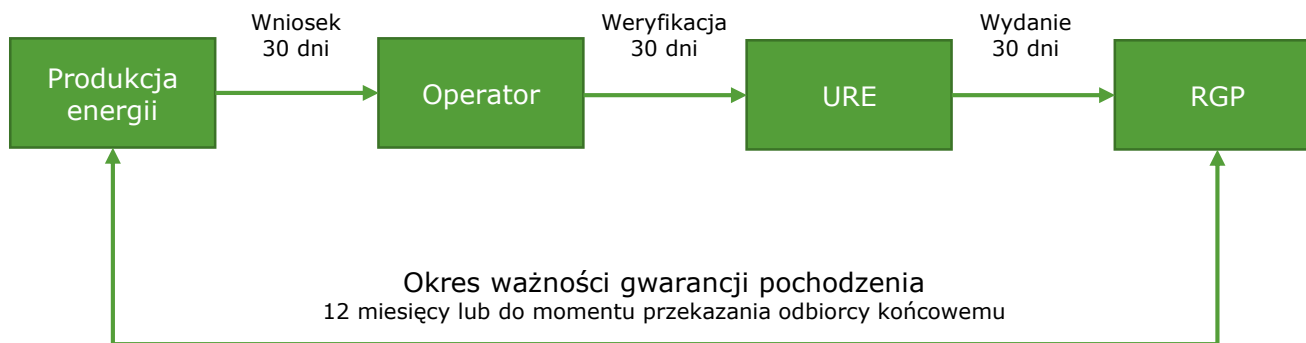 Wniosek
30 dni
Weryfikacja
30 dni
Wydanie
30 dni
Produkcja
energii
Operator
URE
RGP
Okres ważności gwarancji pochodzenia
12 miesięcy lub do momentu przekazania odbiorcy końcowemu